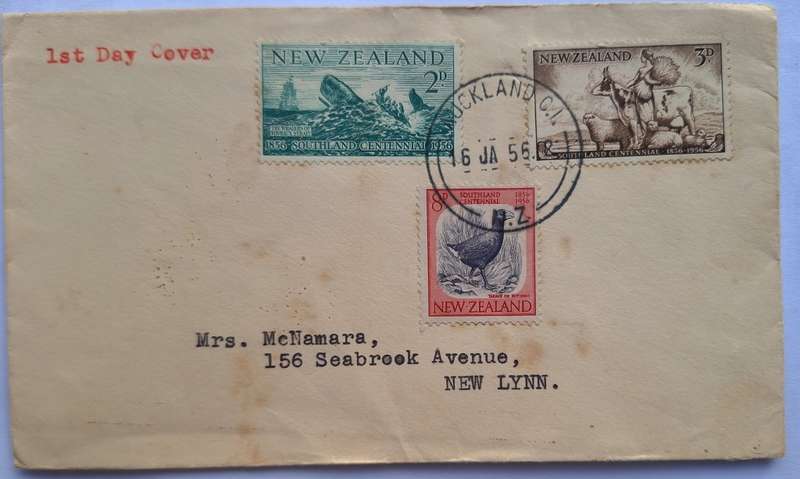 1st Day Cover
NEW ZEALAND
2D
1856 SOUTHLAND CENTENNIAL 1956
NEW ZEALAND 3D
SOUTHLAND CENTENNIAL · 1856-1956
AUCKLAND C.1.
16 JA 56
N.Z.
8D SOUTHLAND CENTENNIAL 1856 1956
NEW ZEALAND
Mrs. McNamara,
156 Seabrook Avenue,
NEW LYNN.